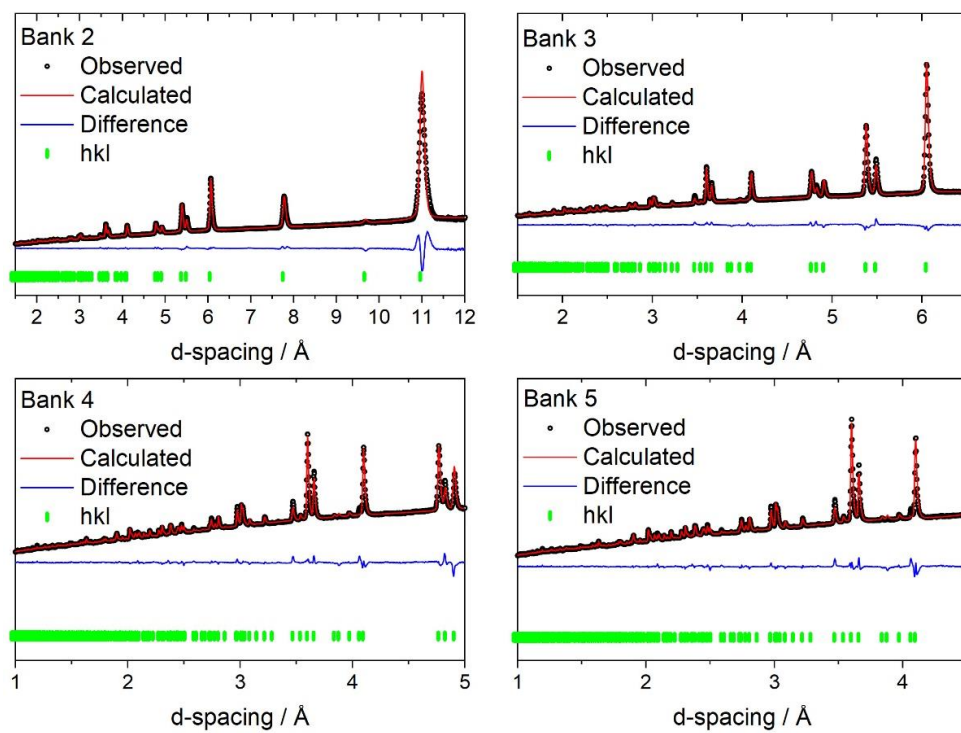 Bank 2
Observed
Calculated
Difference
hkl
2 3 4 5 6 7 8 9 10 11 12
d-spacing / Å
Bank 3
Observed
Calculated
Difference
hkl
2 3 4 5 6
d-spacing / Å
Bank 4
Observed
Calculated
Difference
hkl
1 2 3 4 5
d-spacing / Å
Bank 5
Observed
Calculated
Difference
hkl
1 2 3 4
d-spacing / Å